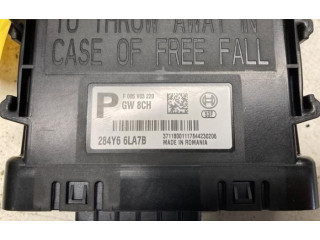 TO THROW AWAY IN
CASE OF FREE FALL
P
GW 8CH
284Y6 6LA7B
MADE IN ROMANIA